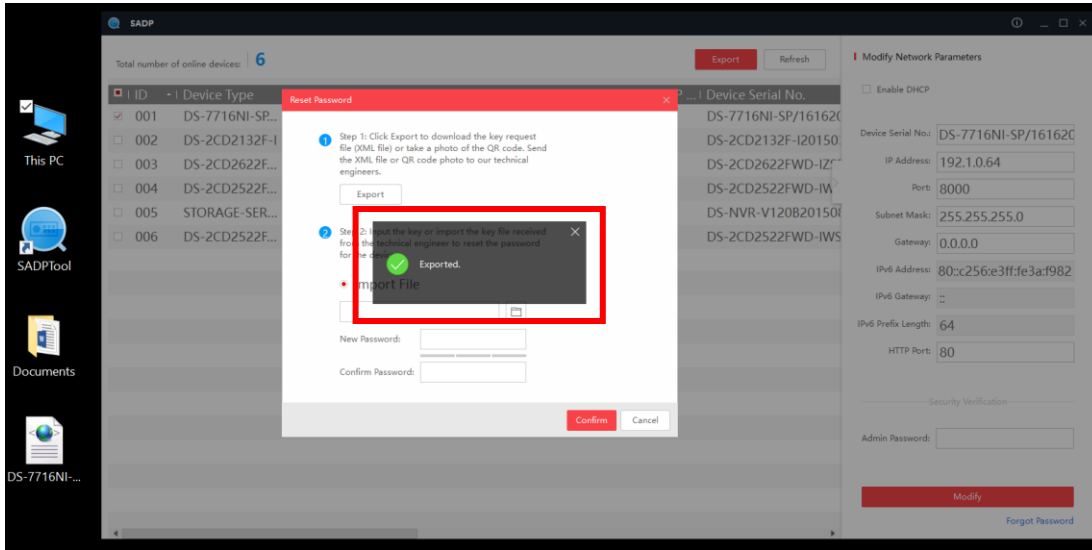 SADP
Total number of online devices: 6
Export
Refresh
ID
Device Type
Device Serial No.
001
DS-7716NI-SP...
DS-7716NI-SP/161620
002
DS-2CD2132F-I
DS-2CD2132F-I20150
003
DS-2CD2622F...
DS-2CD2622FWD-IZS
004
DS-2CD2522F...
DS-2CD2522FWD-IW
005
STORAGE-SER...
DS-NVR-V120B201508
006
DS-2CD2522F...
DS-2CD2522FWD-IWS
Reset Password
1
Step 1: Click Export to download the key request
file (XML file) or take a photo of the QR code. Send
the XML file or QR code photo to our technical
engineers.
Export
2
Step 2: Input the key or import the key file received
from the technical engineer to reset the password
for the device.
Exported.
Import File
New Password:
Confirm Password:
Confirm
Cancel
Modify Network Parameters
Enable DHCP
Device Serial No.: DS-7716NI-SP/161620
IP Address: 192.1.0.64
Port: 8000
Subnet Mask: 255.255.255.0
Gateway: 0.0.0.0
IPv6 Address: 80::c256:e3ff:fe3a:f982
IPv6 Gateway: ::
IPv6 Prefix Length: 64
HTTP Port: 80
Security Verification
Admin Password:
Modify
Forgot Password
This PC
SADPTool
Documents
DS-7716NI-...